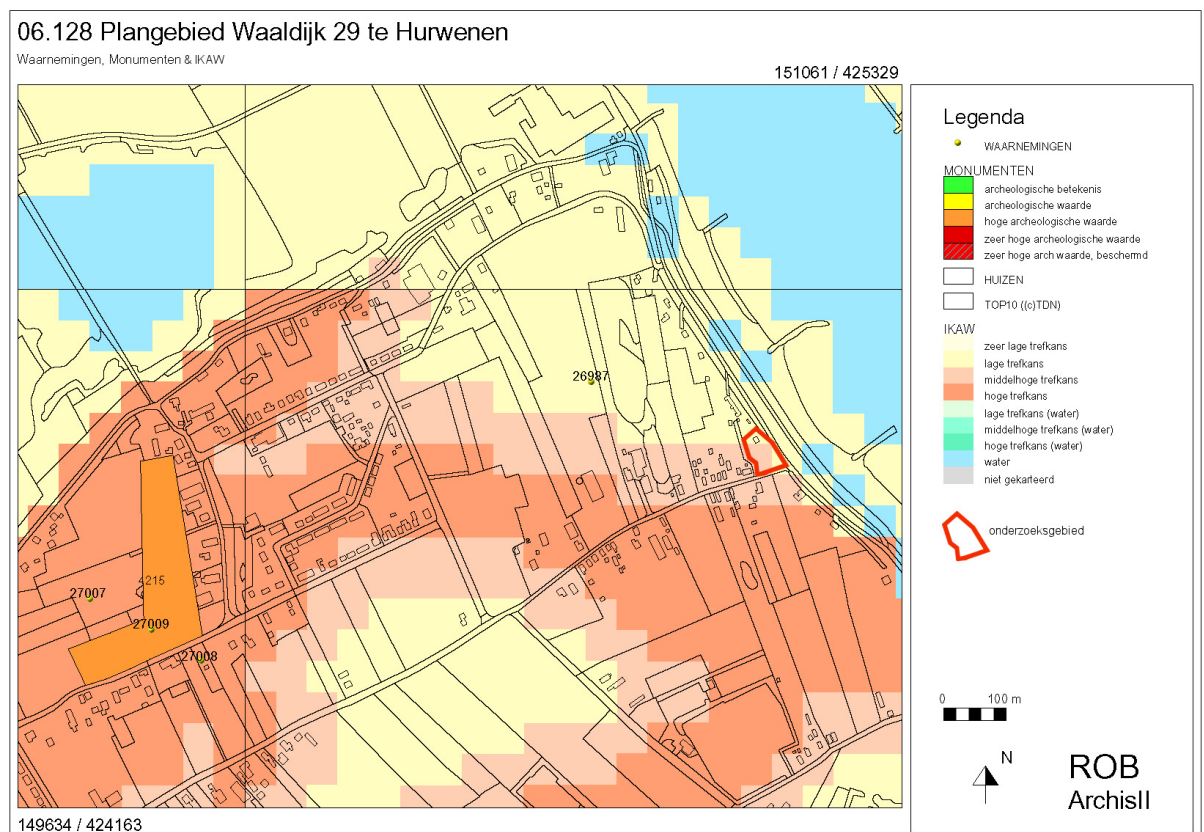 06.128 Plangebied Waaldijk 29 te Hurwenen
Waarnemingen, Monumenten & IKAW
151061 / 425329
26987
4215
27007
27009
27008
149634 / 424163
Legenda
WAARNEMINGEN
MONUMENTEN
archeologische betekenis
archeologische waarde
hoge archeologische waarde
zeer hoge archeologische waarde
zeer hoge arch waarde, beschermd
HUIZEN
TOP10 ((c)TDN)
IKAW
zeer lage trefkans
lage trefkans
middelhoge trefkans
hoge trefkans
lage trefkans (water)
middelhoge trefkans (water)
hoge trefkans (water)
water
niet gekarteerd
onderzoeksgebied
0 100 m
N
ROB
ArchisII